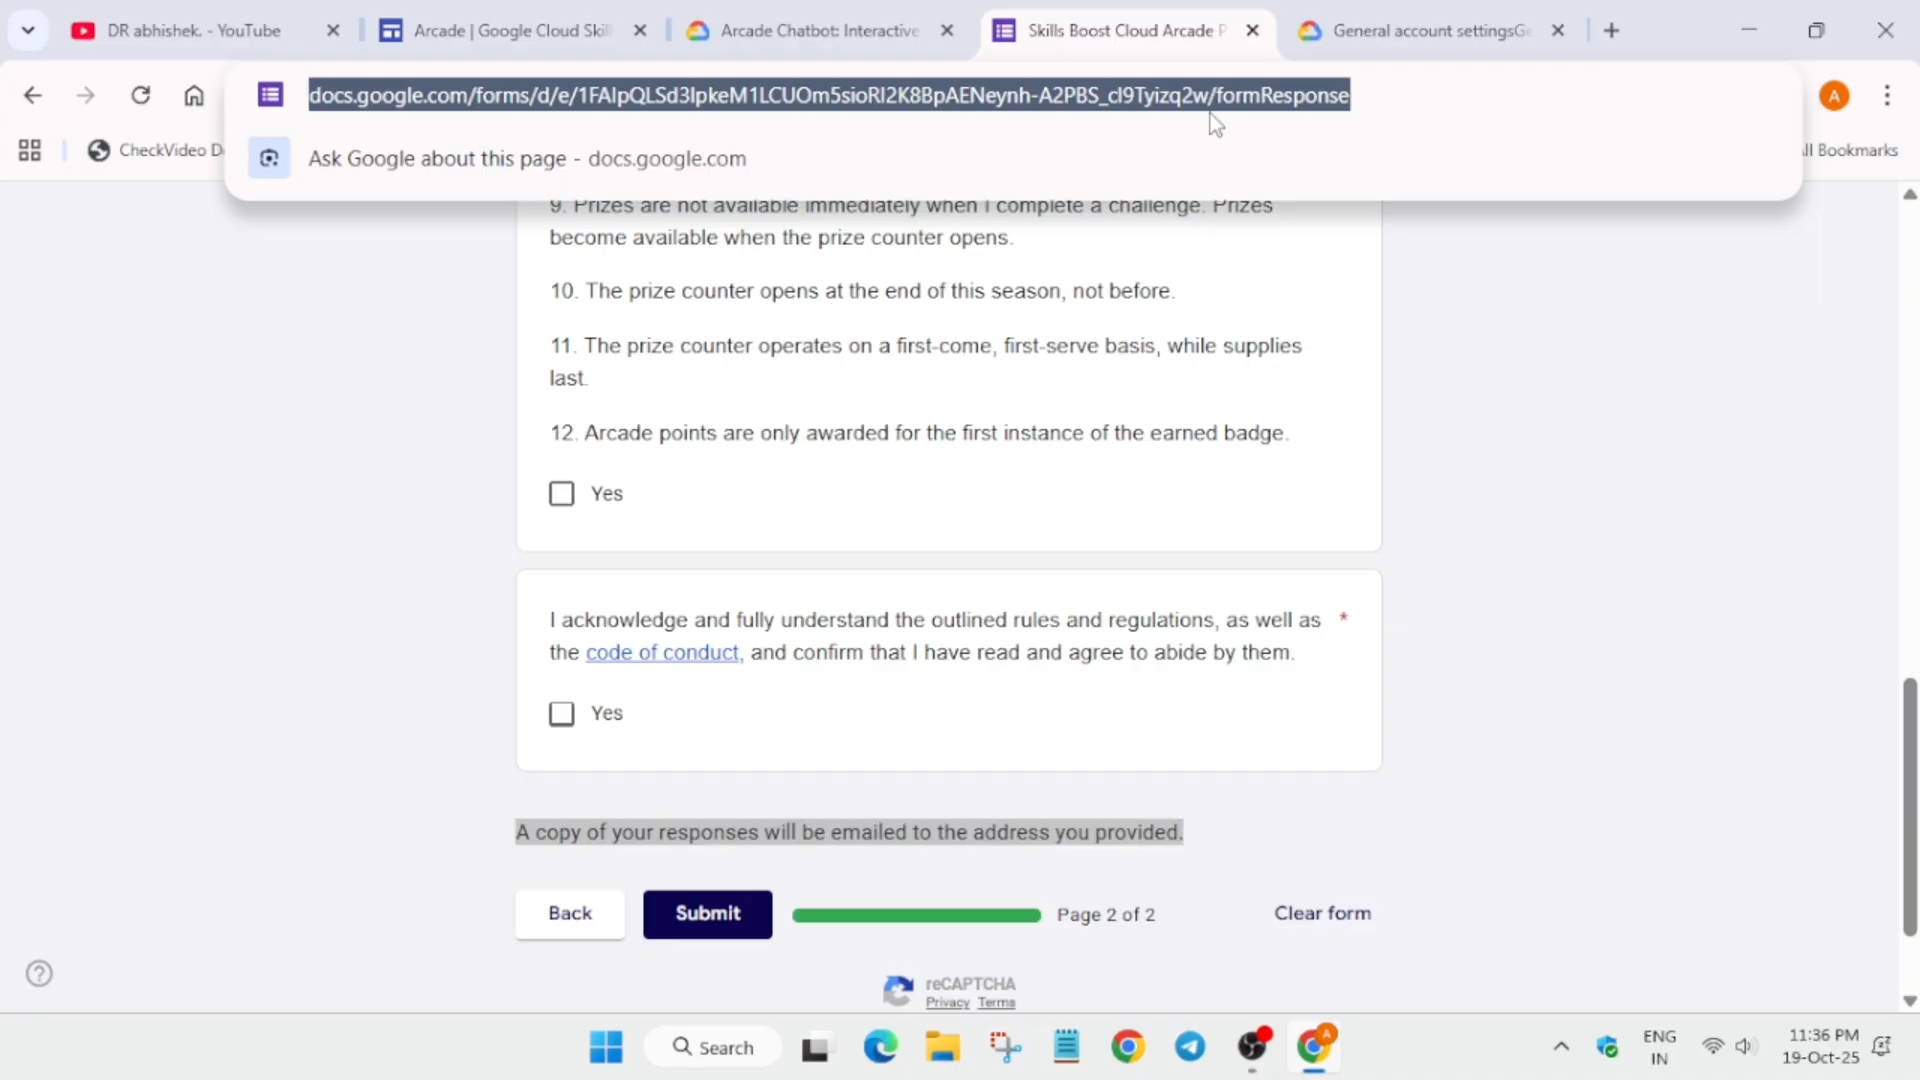 DR abhishek. - YouTube
Arcade | Google Cloud Skil
Arcade Chatbot: Interactive
Skills Boost Cloud Arcade P
General account settingsGe
docs.google.com/forms/d/e/1FAIpQLSd3IpkeM1LCUOm5sioRI2K8BpAENeynh-A2PBS_cI9Tyizq2w/formResponse
A
CheckVideo D
Ask Google about this page - docs.google.com
All Bookmarks
9. Prizes are not available immediately when I complete a challenge. Prizes
become available when the prize counter opens.
10. The prize counter opens at the end of this season, not before.
11. The prize counter operates on a first-come, first-serve basis, while supplies
last.
12. Arcade points are only awarded for the first instance of the earned badge.
Yes
I acknowledge and fully understand the outlined rules and regulations, as well as *
the code of conduct, and confirm that I have read and agree to abide by them.
Yes
A copy of your responses will be emailed to the address you provided.
Back
Submit
Page 2 of 2
Clear form
reCAPTCHA
Privacy Terms
Search
A
ENG
IN
11:36 PM
19-Oct-25